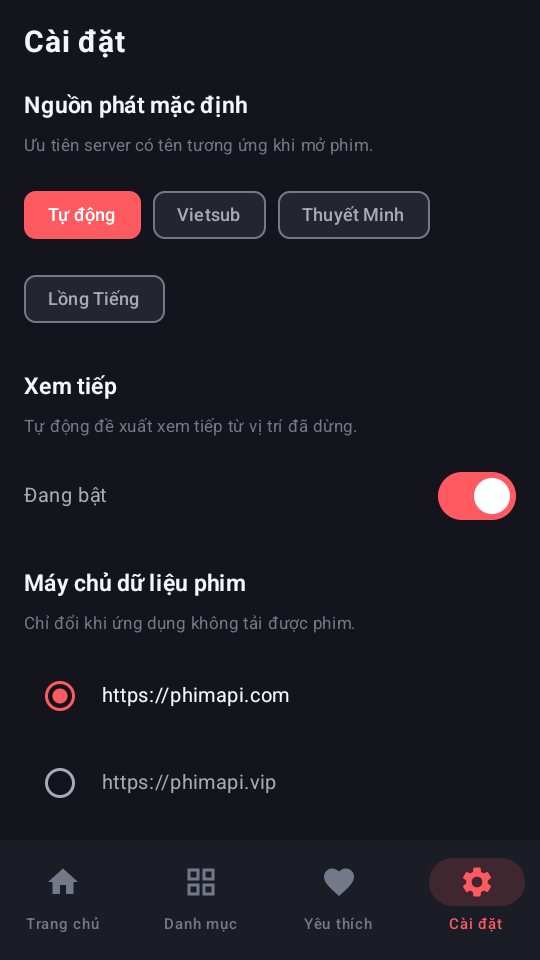 Cài đặt
Nguồn phát mặc định
Ưu tiên server có tên tương ứng khi mở phim.
Tự động
Vietsub
Thuyết Minh
Lồng Tiếng
Xem tiếp
Tự động đề xuất xem tiếp từ vị trí đã dừng.
Đang bật
Máy chủ dữ liệu phim
Chỉ đổi khi ứng dụng không tải được phim.
https://phimapi.com
https://phimapi.vip
Trang chủ
Danh mục
Yêu thích
Cài đặt